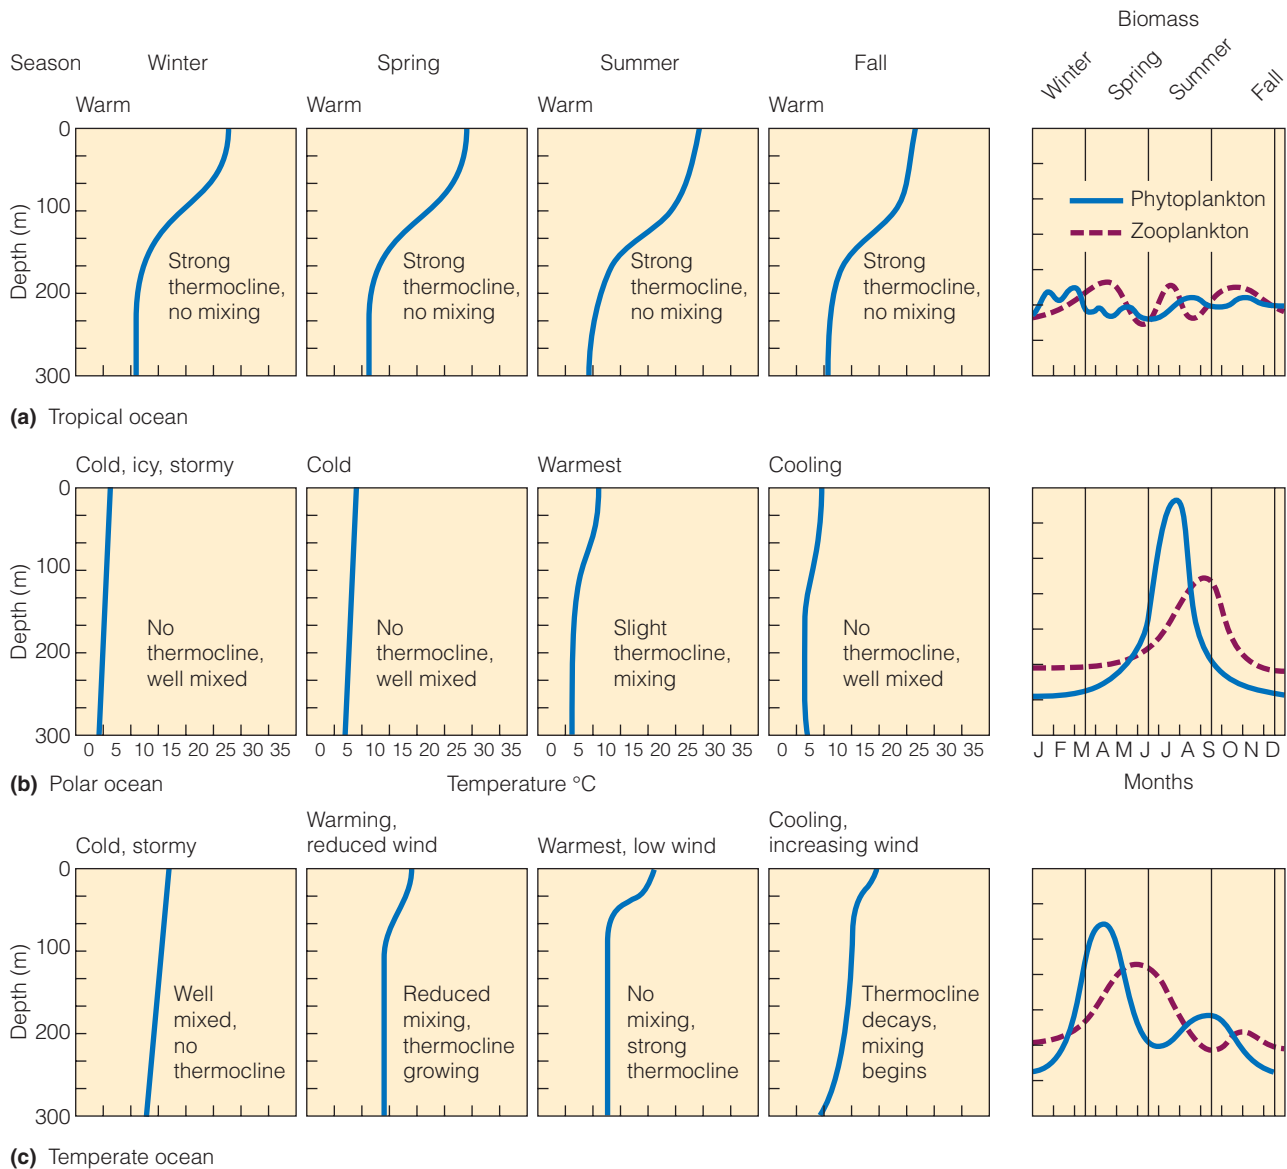 Biomass
Season Winter Spring Summer Fall Winter Spring Summer Fall
Warm Warm Warm Warm
0
100
200
300
Depth (m)
Strong
thermocline,
no mixing
Strong
thermocline,
no mixing
Strong
thermocline,
no mixing
Strong
thermocline,
no mixing
Phytoplankton
Zooplankton
(a) Tropical ocean
Cold, icy, stormy Cold Warmest Cooling
0
100
200
300
Depth (m)
No
thermocline,
well mixed
No
thermocline,
well mixed
Slight
thermocline,
mixing
No
thermocline,
well mixed
0 5 10 15 20 25 30 35 0 5 10 15 20 25 30 35 0 5 10 15 20 25 30 35 0 5 10 15 20 25 30 35 J F M A M J J A S O N D
(b) Polar ocean Temperature °C Months
Cold, stormy
Warming,
reduced wind
Warmest, low wind
Cooling,
increasing wind
0
100
200
300
Depth (m)
Well
mixed,
no
thermocline
Reduced
mixing,
thermocline
growing
No
mixing,
strong
thermocline
Thermocline
decays,
mixing
begins
(c) Temperate ocean